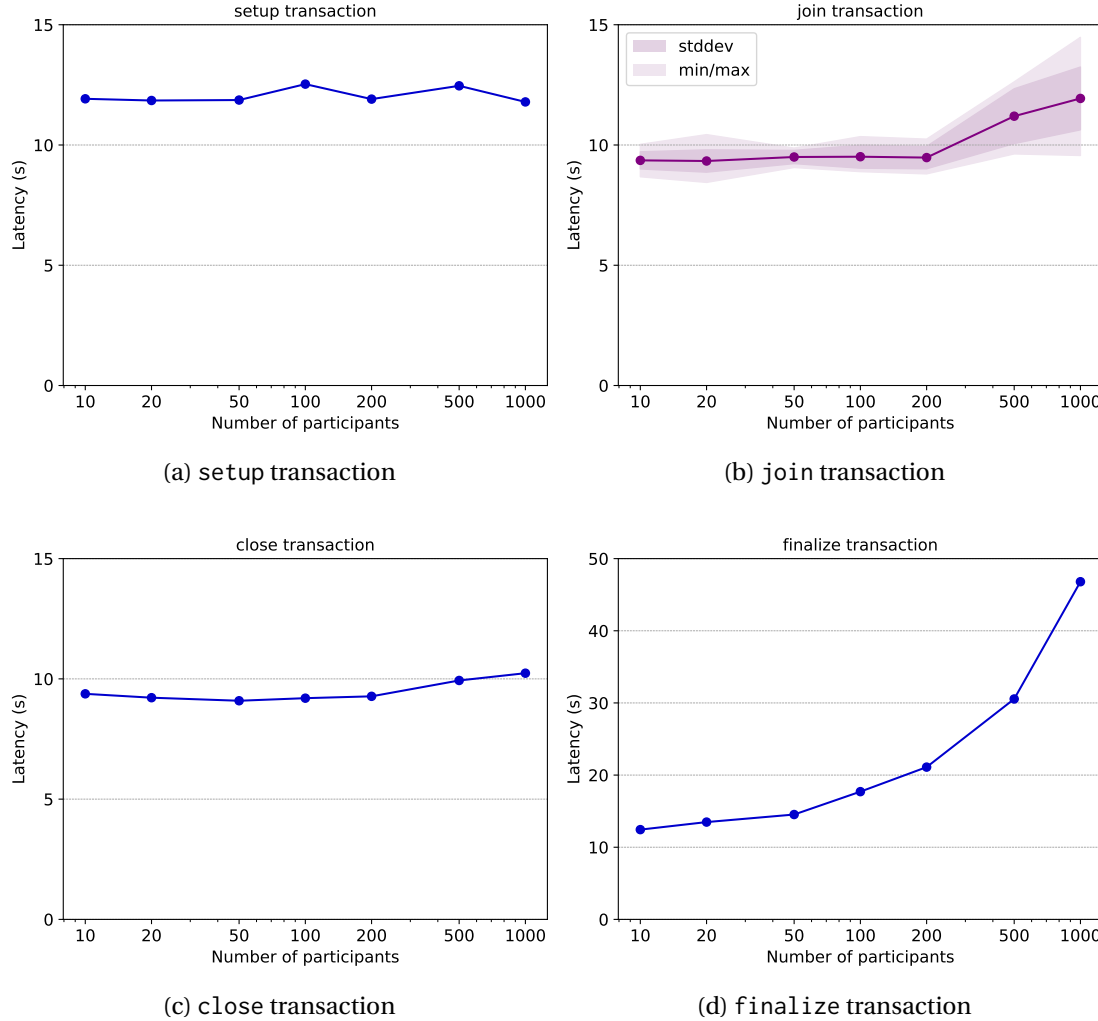 setup transaction
15
10
5
0
Latency (s)
10 20 50 100 200 500 1000
Number of participants
(a) setup transaction
join transaction
stddev
min/max
15
10
5
0
Latency (s)
10 20 50 100 200 500 1000
Number of participants
(b) join transaction
close transaction
15
10
5
0
Latency (s)
10 20 50 100 200 500 1000
Number of participants
(c) close transaction
finalize transaction
50
40
30
20
10
0
Latency (s)
10 20 50 100 200 500 1000
Number of participants
(d) finalize transaction